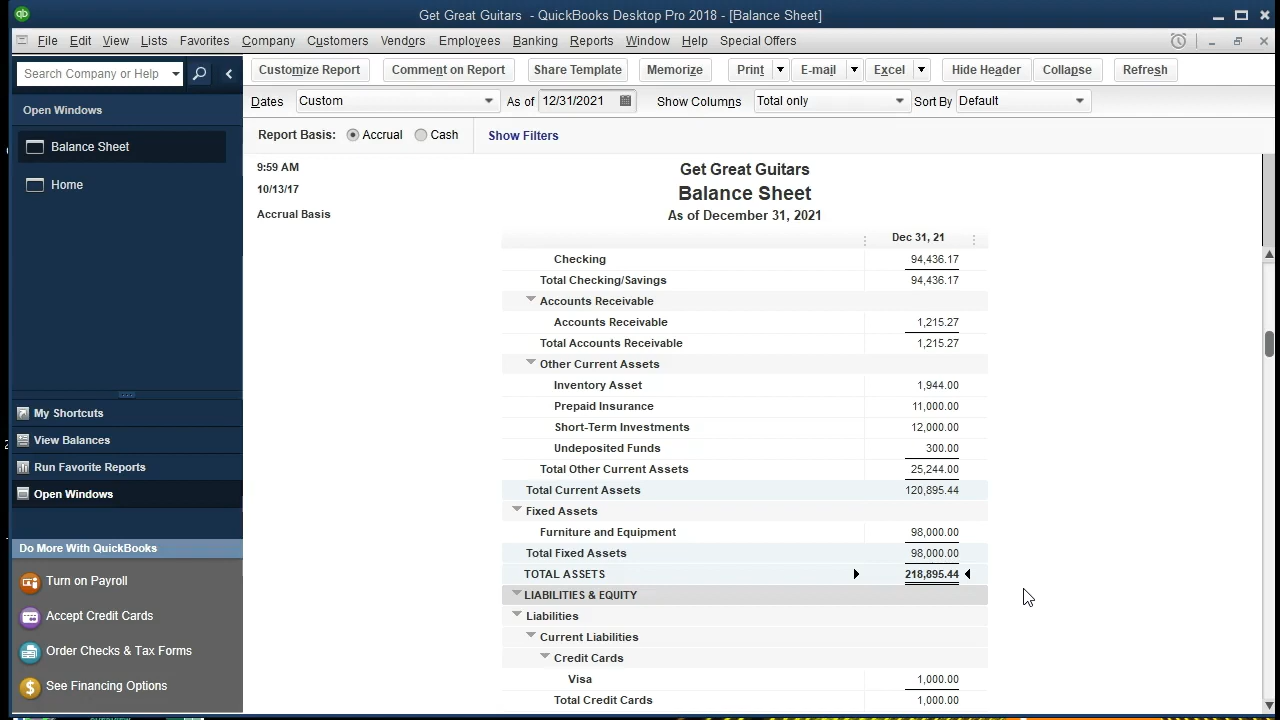 qb
Get Great Guitars - QuickBooks Desktop Pro 2018 - [Balance Sheet]
File Edit View Lists Favorites Company Customers Vendors Employees Banking Reports Window Help Special Offers
Search Company or Help
Customize Report Comment on Report Share Template Memorize Print E-mail Excel Hide Header Collapse Refresh
Dates Custom As of 12/31/2021 Show Columns Total only Sort By Default
Report Basis: Accrual Cash Show Filters
Open Windows
Balance Sheet
Home
My Shortcuts
View Balances
Run Favorite Reports
Open Windows
Do More With QuickBooks
Turn on Payroll
Accept Credit Cards
Order Checks & Tax Forms
$ See Financing Options
9:59 AM
10/13/17
Accrual Basis
Get Great Guitars
Balance Sheet
As of December 31, 2021
Dec 31, 21
Checking 94,436.17
Total Checking/Savings 94,436.17
Accounts Receivable
Accounts Receivable 1,215.27
Total Accounts Receivable 1,215.27
Other Current Assets
Inventory Asset 1,944.00
Prepaid Insurance 11,000.00
Short-Term Investments 12,000.00
Undeposited Funds 300.00
Total Other Current Assets 25,244.00
Total Current Assets 120,895.44
Fixed Assets
Furniture and Equipment 98,000.00
Total Fixed Assets 98,000.00
TOTAL ASSETS 218,895.44
LIABILITIES & EQUITY
Liabilities
Current Liabilities
Credit Cards
Visa 1,000.00
Total Credit Cards 1,000.00